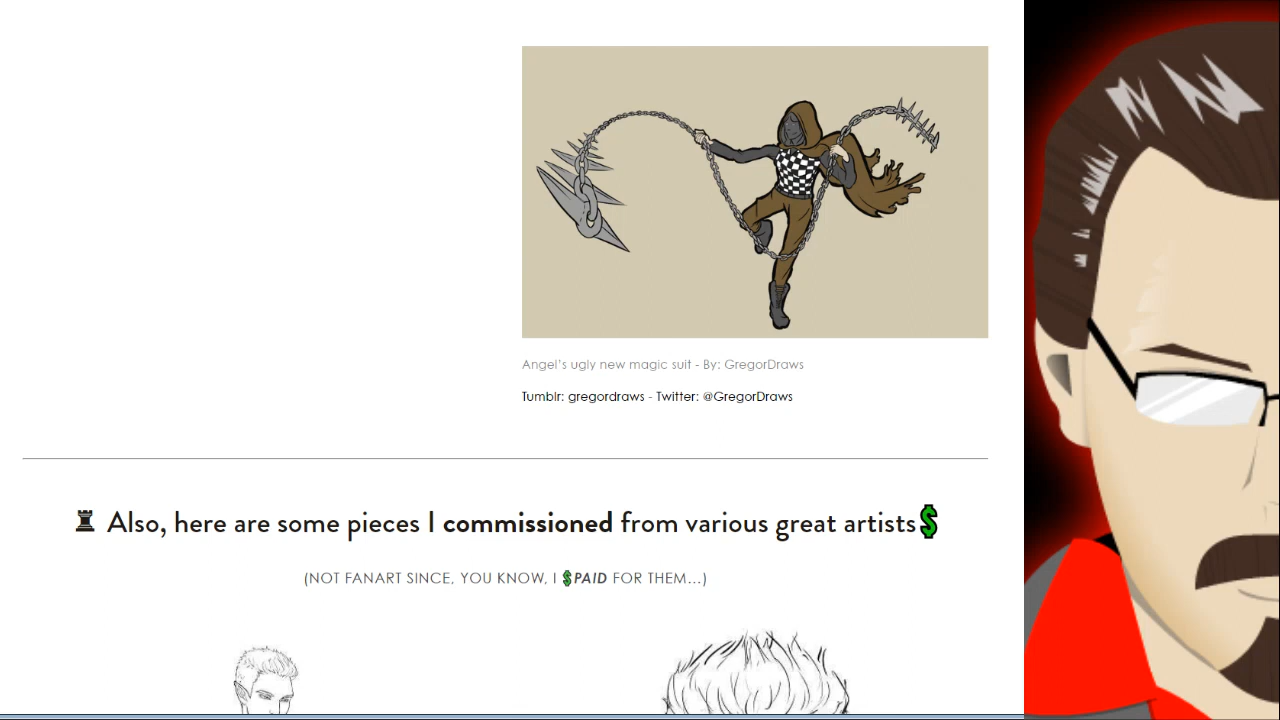 Angel's ugly new magic suit - By: GregorDraws
Tumblr: gregordraws - Twitter: @GregorDraws
♜ Also, here are some pieces I commissioned from various great artists$
(NOT FANART SINCE, YOU KNOW, I $PAID FOR THEM...)